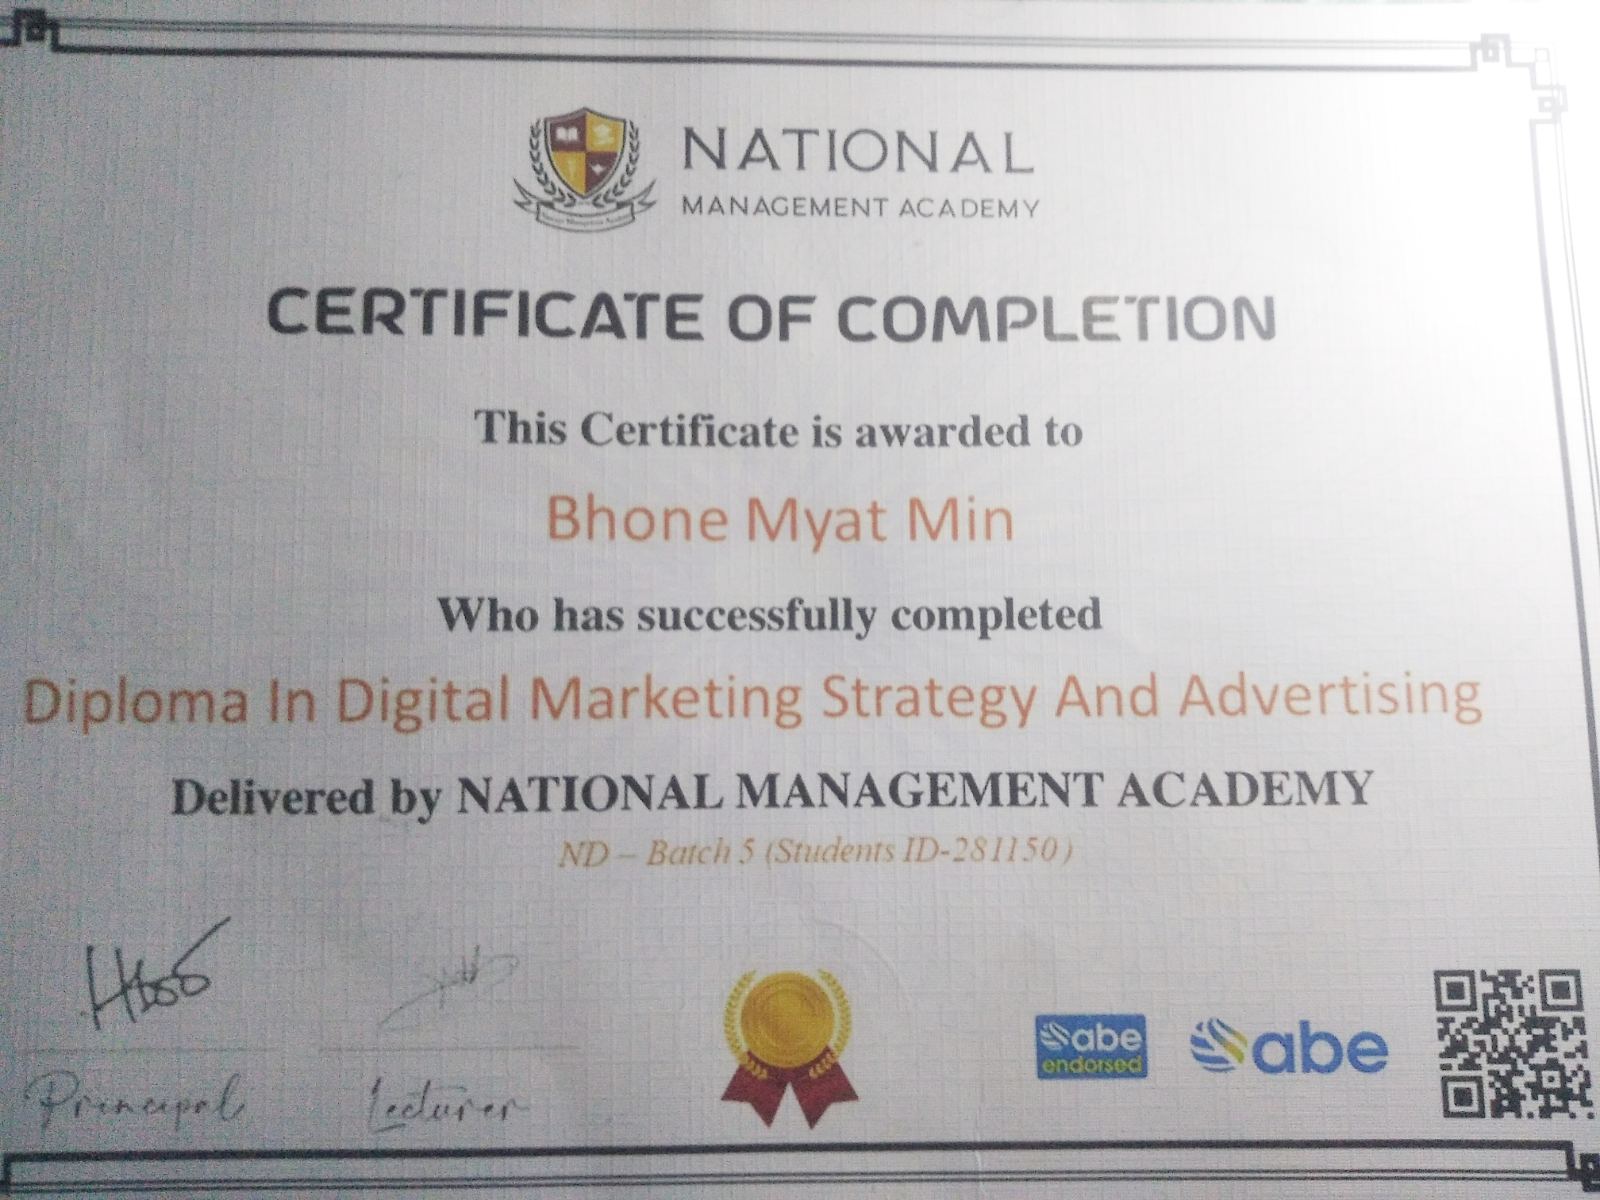 NATIONAL
MANAGEMENT ACADEMY
CERTIFICATE OF COMPLETION
This Certificate is awarded to
Bhone Myat Min
Who has successfully completed
Diploma In Digital Marketing Strategy And Advertising
Delivered by NATIONAL MANAGEMENT ACADEMY
ND – Batch 5 (Students ID-281150)
Principal
Lecturer
abe
endorsed
abe